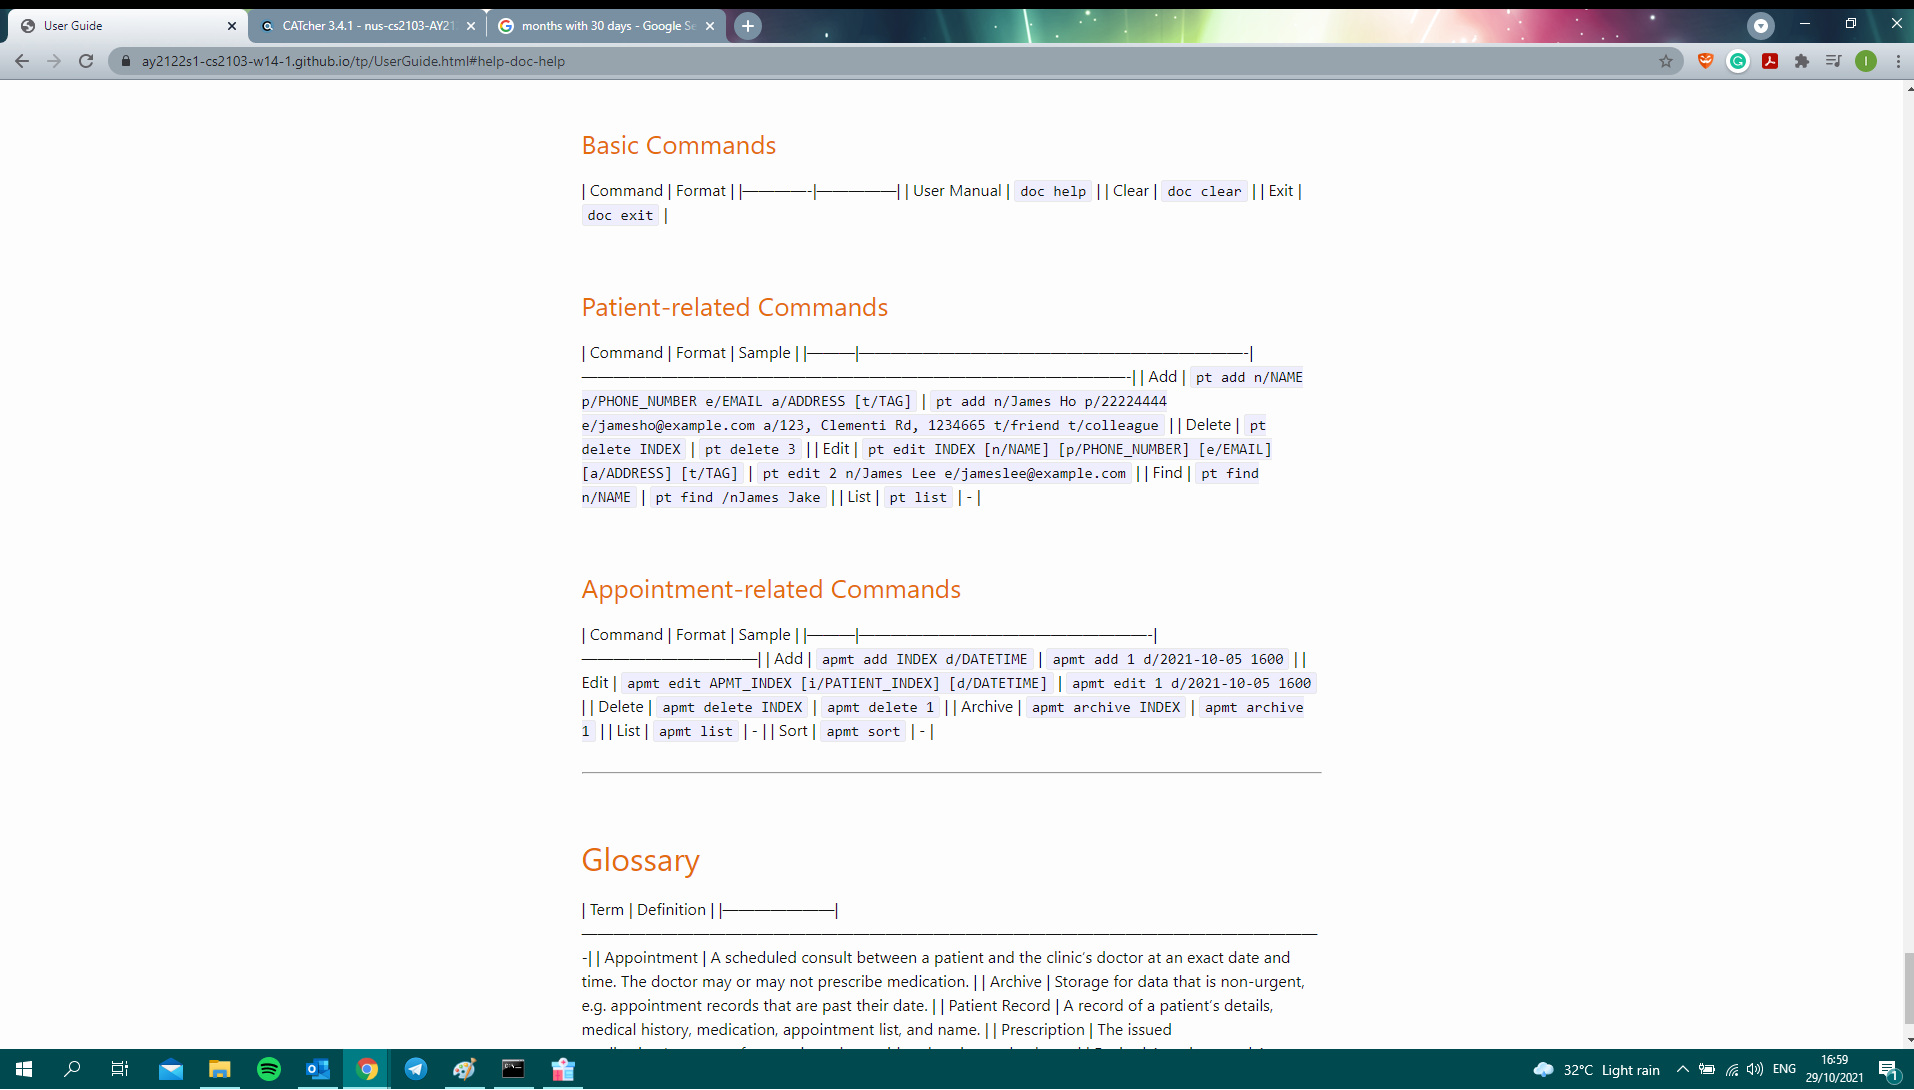 User Guide
CATcher 3.4.1 - nus-cs2103-AY21
months with 30 days - Google Se
ay2122s1-cs2103-w14-1.github.io/tp/UserGuide.html#help-doc-help
Basic Commands
| Command | Format | |————-|—————| | User Manual | doc help | | Clear | doc clear | | Exit |
doc exit |
Patient-related Commands
| Command | Format | Sample | |———|————————————————————————-|
——————————————————————————————————-| | Add | pt add n/NAME
p/PHONE_NUMBER e/EMAIL a/ADDRESS [t/TAG] | pt add n/James Ho p/22224444
e/jamesho@example.com a/123, Clementi Rd, 1234665 t/friend t/colleague | | Delete | pt
delete INDEX | pt delete 3 | | Edit | pt edit INDEX [n/NAME] [p/PHONE_NUMBER] [e/EMAIL]
[a/ADDRESS] [t/TAG] | pt edit 2 n/James Lee e/jameslee@example.com | | Find | pt find
n/NAME | pt find /nJames Jake | | List | pt list | - |
Appointment-related Commands
| Command | Format | Sample | |———|——————————————————-|
—————————————————| | Add | apmt add INDEX d/DATETIME | apmt add 1 d/2021-10-05 1600 | |
Edit | apmt edit APMT_INDEX [i/PATIENT_INDEX] [d/DATETIME] | apmt edit 1 d/2021-10-05 1600
| | Delete | apmt delete INDEX | apmt delete 1 | | Archive | apmt archive INDEX | apmt archive
1 | | List | apmt list | - | | Sort | apmt sort | - |
Glossary
| Term | Definition | |———————|
——————————————————————————————————————————————
-| | Appointment | A scheduled consult between a patient and the clinic’s doctor at an exact date and
time. The doctor may or may not prescribe medication. | | Archive | Storage for data that is non-urgent,
e.g. appointment records that are past their date. | | Patient Record | A record of a patient’s details,
medical history, medication, appointment list, and name. | | Prescription | The issued
32°C Light rain
ENG
16:59
29/10/2021
1